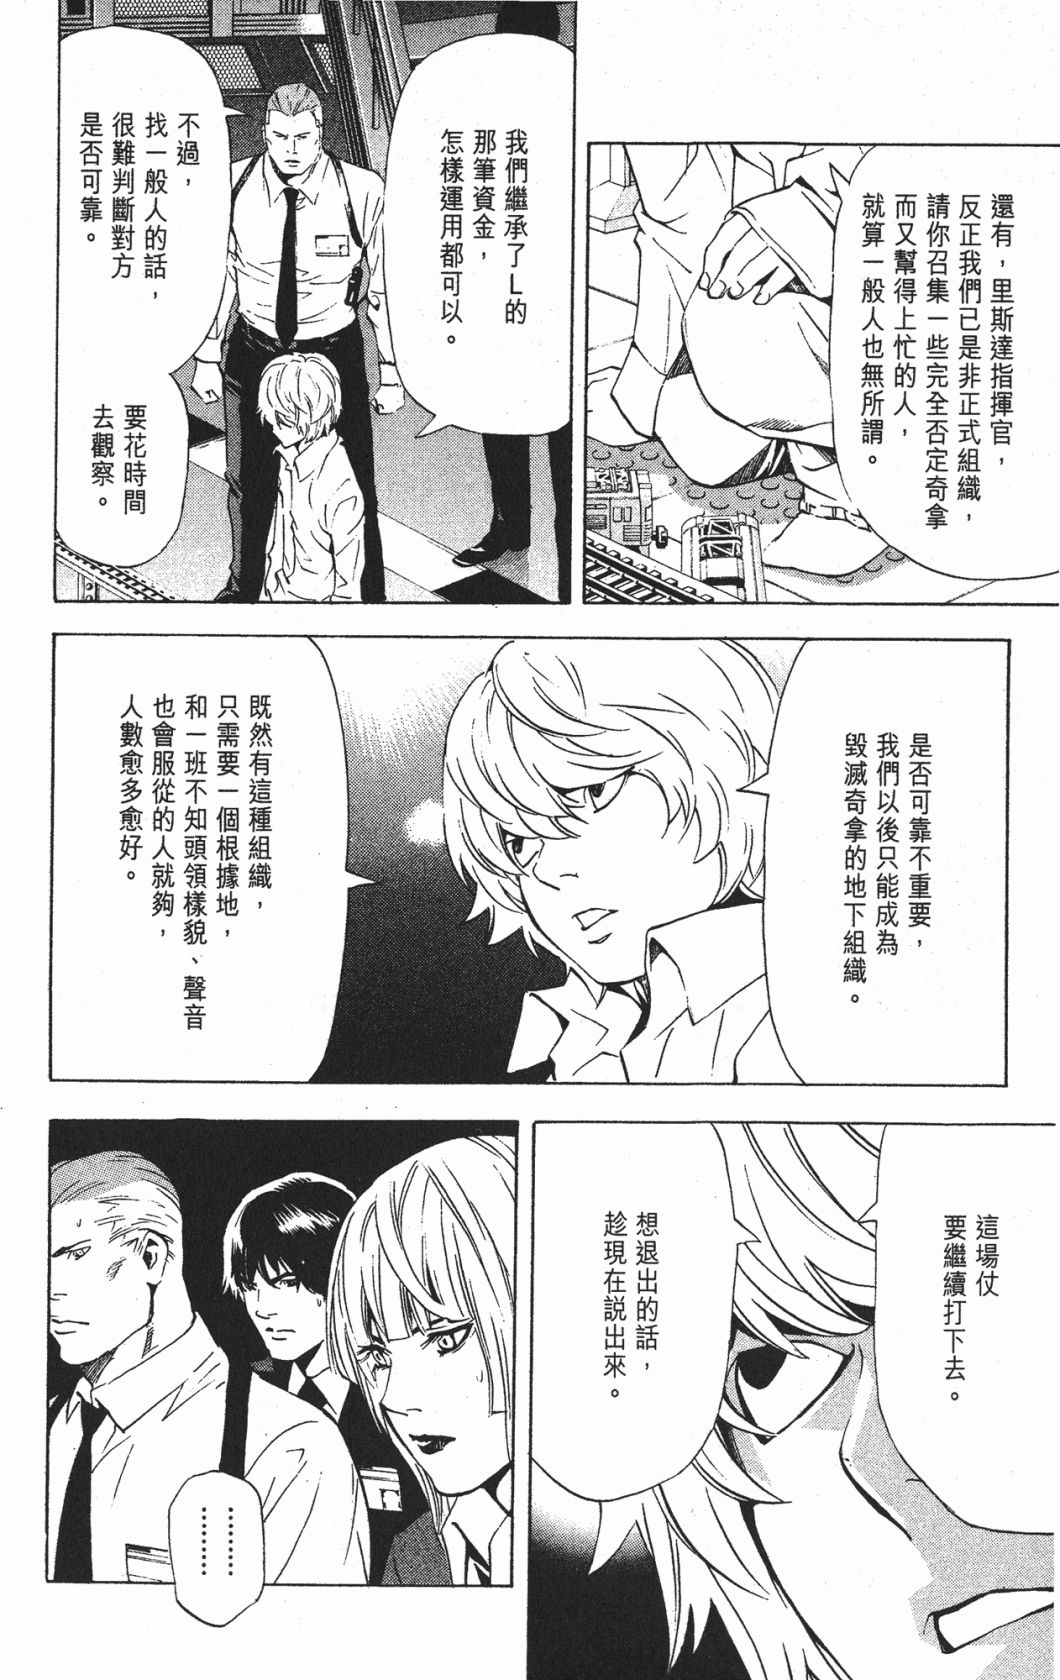 還有，里斯達指揮官，
反正我們已是非正式組織，
請你召集一些完全否定奇拿
而又幫得上忙的人，
就算一般人也無所謂。
我們繼承了L的
那筆資金，
怎樣運用都可以。
不過，
找一般人的話，
很難判斷對方
是否可靠。
要花時間
去觀察。
是否可靠不重要，
我們以後只能成為
毀滅奇拿的地下組織。
既然有這種組織，
只需要一個根據地，
和一班不知頭領樣貌、聲音
也會服從的人就夠，
人數愈多愈好。
這場仗
要繼續打下去。
想退出的話，
趁現在説出來。
………
………